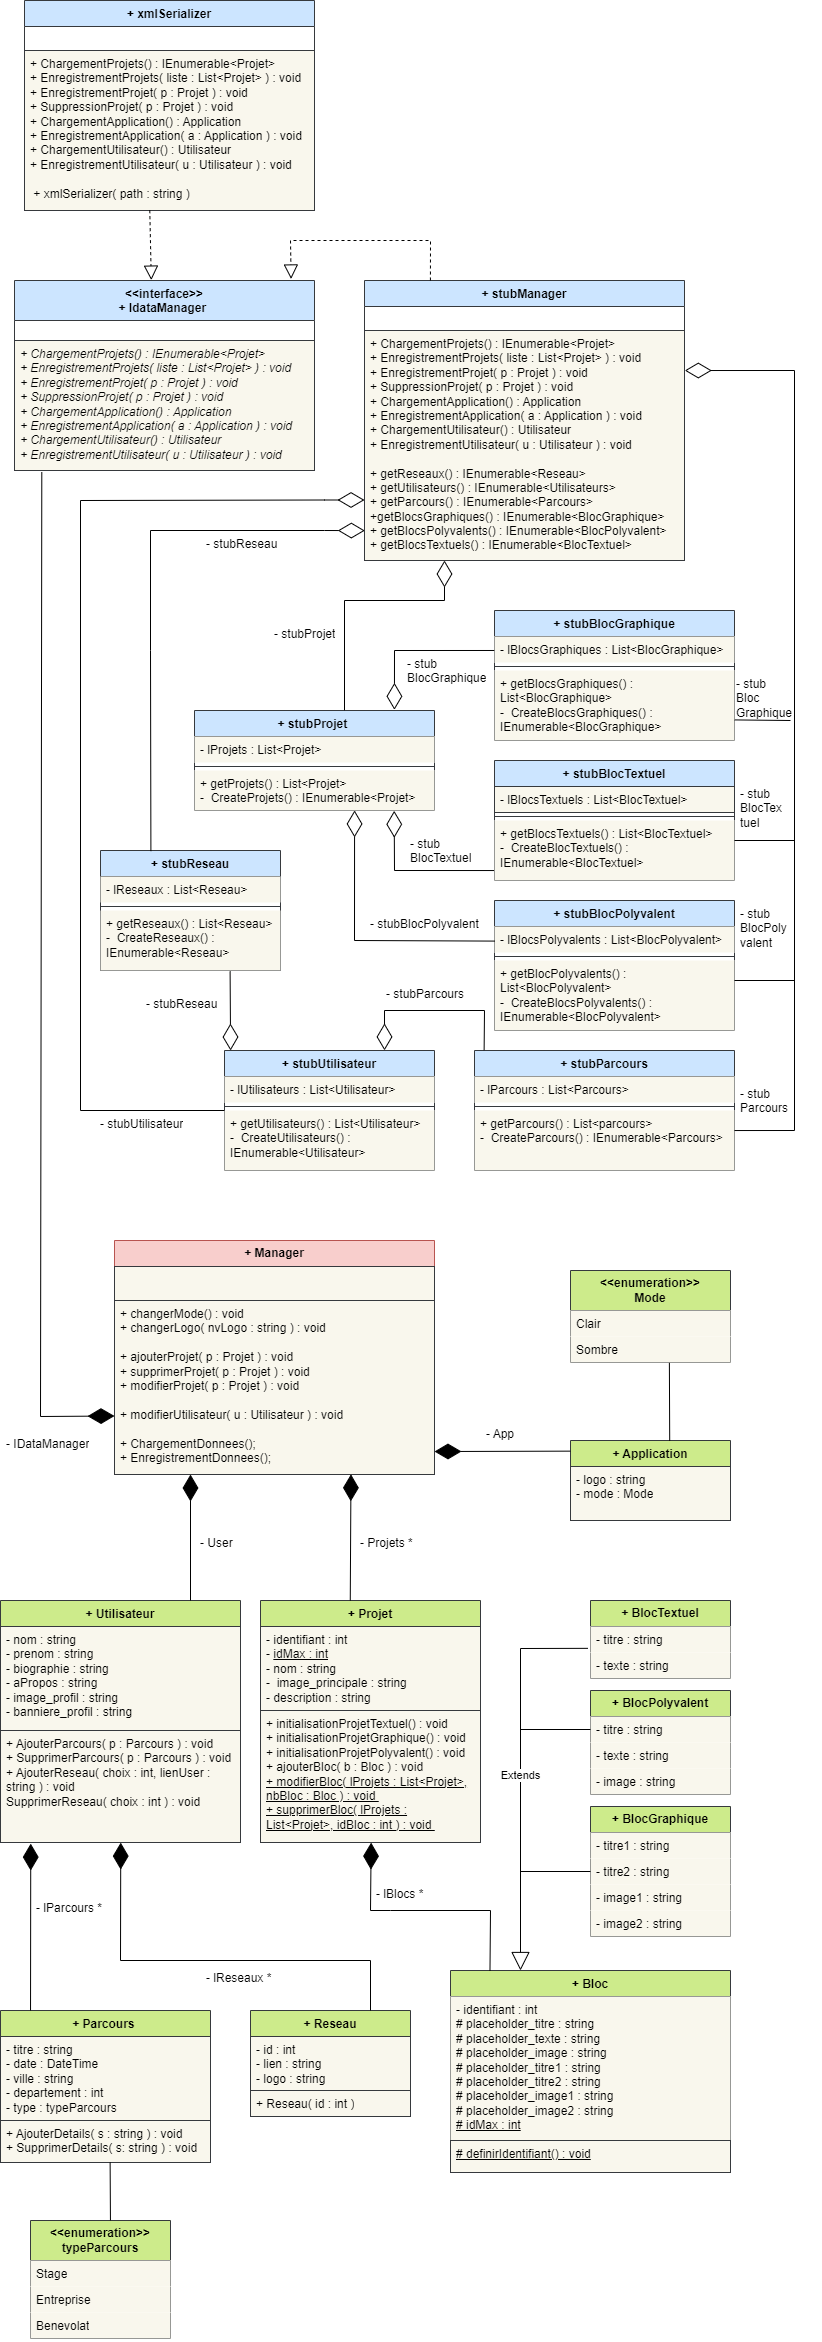 + xmlSerializer
+ ChargementProjets() : IEnumerable<Projet>
+ EnregistrementProjets( liste : List<Projet> ) : void
+ EnregistrementProjet( p : Projet ) : void
+ SuppressionProjet( p : Projet ) : void
+ ChargementApplication() : Application
+ EnregistrementApplication( a : Application ) : void
+ ChargementUtilisateur() : Utilisateur
+ EnregistrementUtilisateur( u : Utilisateur ) : void
+ xmlSerializer( path : string )
<<interface>>
+ IdataManager
+ ChargementProjets() : IEnumerable<Projet>
+ EnregistrementProjets( liste : List<Projet> ) : void
+ EnregistrementProjet( p : Projet ) : void
+ SuppressionProjet( p : Projet ) : void
+ ChargementApplication() : Application
+ EnregistrementApplication( a : Application ) : void
+ ChargementUtilisateur() : Utilisateur
+ EnregistrementUtilisateur( u : Utilisateur ) : void
+ stubManager
+ ChargementProjets() : IEnumerable<Projet>
+ EnregistrementProjets( liste : List<Projet> ) : void
+ EnregistrementProjet( p : Projet ) : void
+ SuppressionProjet( p : Projet ) : void
+ ChargementApplication() : Application
+ EnregistrementApplication( a : Application ) : void
+ ChargementUtilisateur() : Utilisateur
+ EnregistrementUtilisateur( u : Utilisateur ) : void
+ getReseaux() : IEnumerable<Reseau>
+ getUtilisateurs() : IEnumerable<Utilisateurs>
+ getParcours() : IEnumerable<Parcours>
+getBlocsGraphiques() : IEnumerable<BlocGraphique>
+ getBlocsPolyvalents() : IEnumerable<BlocPolyvalent>
+ getBlocsTextuels() : IEnumerable<BlocTextuel>
- stubReseau
- stubProjet
- stub
BlocGraphique
+ stubBlocGraphique
- lBlocsGraphiques : List<BlocGraphique>
+ getBlocsGraphiques() :
List<BlocGraphique>
- CreateBlocsGraphiques() :
IEnumerable<BlocGraphique>
- stub
Bloc
Graphique
+ stubProjet
- lProjets : List<Projet>
+ getProjets() : List<Projet>
- CreateProjets() : IEnumerable<Projet>
+ stubBlocTextuel
- lBlocsTextuels : List<BlocTextuel>
+ getBlocsTextuels() : List<BlocTextuel>
- CreateBlocTextuels() :
IEnumerable<BlocTextuel>
- stub
BlocTex
tuel
- stub
BlocTextuel
+ stubReseau
- lReseaux : List<Reseau>
+ getReseaux() : List<Reseau>
- CreateReseaux() :
IEnumerable<Reseau>
- stubBlocPolyvalent
+ stubBlocPolyvalent
- lBlocsPolyvalents : List<BlocPolyvalent>
+ getBlocPolyvalents() :
List<BlocPolyvalent>
- CreateBlocsPolyvalents() :
IEnumerable<BlocPolyvalent>
- stub
BlocPoly
valent
- stubReseau
- stubParcours
+ stubUtilisateur
- lUtilisateurs : List<Utilisateur>
+ getUtilisateurs() : List<Utilisateur>
- CreateUtilisateurs() :
IEnumerable<Utilisateur>
- stubUtilisateur
+ stubParcours
- lParcours : List<Parcours>
+ getParcours() : List<parcours>
- CreateParcours() : IEnumerable<Parcours>
- stub
Parcours
+ Manager
+ changerMode() : void
+ changerLogo( nvLogo : string ) : void
+ ajouterProjet( p : Projet ) : void
+ supprimerProjet( p : Projet ) : void
+ modifierProjet( p : Projet ) : void
+ modifierUtilisateur( u : Utilisateur ) : void
+ ChargementDonnees();
+ EnregistrementDonnees();
- IDataManager
- App
<<enumeration>>
Mode
Clair
Sombre
+ Application
- logo : string
- mode : Mode
- User
- Projets *
+ Utilisateur
- nom : string
- prenom : string
- biographie : string
- aPropos : string
- image_profil : string
- banniere_profil : string
+ AjouterParcours( p : Parcours ) : void
+ SupprimerParcours( p : Parcours ) : void
+ AjouterReseau( choix : int, lienUser :
string ) : void
SupprimerReseau( choix : int ) : void
+ Projet
- identifiant : int
- idMax : int
- nom : string
- image_principale : string
- description : string
+ initialisationProjetTextuel() : void
+ initialisationProjetGraphique() : void
+ initialisationProjetPolyvalent() : void
+ ajouterBloc( b : Bloc ) : void
+ modifierBloc( lProjets : List<Projet>,
nbBloc : Bloc ) : void
+ supprimerBloc( lProjets :
List<Projet>, idBloc : int ) : void
+ BlocTextuel
- titre : string
- texte : string
+ BlocPolyvalent
- titre : string
- texte : string
- image : string
Extends
+ BlocGraphique
- titre1 : string
- titre2 : string
- image1 : string
- image2 : string
- lParcours *
- lReseaux *
- lBlocs *
+ Bloc
- identifiant : int
# placeholder_titre : string
# placeholder_texte : string
# placeholder_image : string
# placeholder_titre1 : string
# placeholder_titre2 : string
# placeholder_image1 : string
# placeholder_image2 : string
# idMax : int
# definirIdentifiant() : void
+ Parcours
- titre : string
- date : DateTime
- ville : string
- departement : int
- type : typeParcours
+ AjouterDetails( s : string ) : void
+ SupprimerDetails( s: string ) : void
+ Reseau
- id : int
- lien : string
- logo : string
+ Reseau( id : int )
<<enumeration>>
typeParcours
Stage
Entreprise
Benevolat